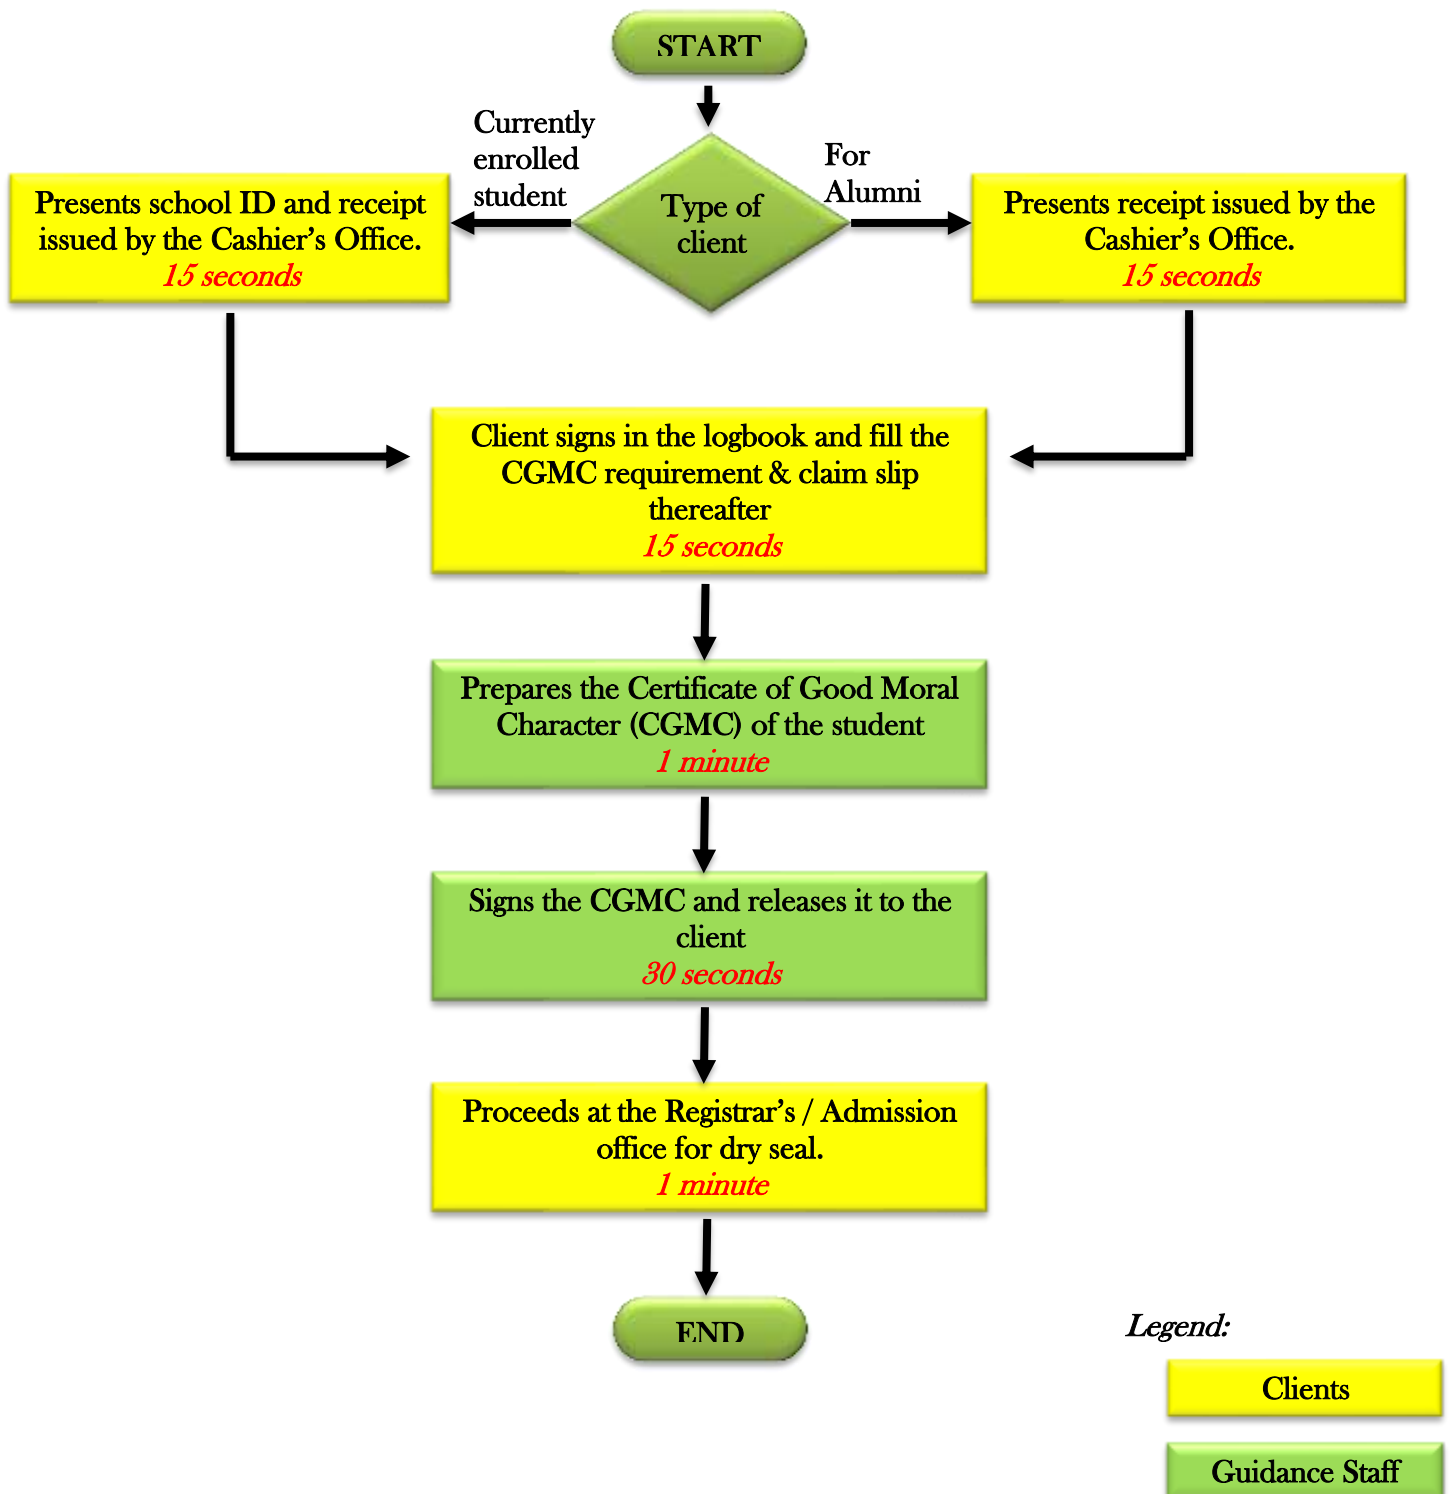 START
Currently
enrolled
student
For
Alumni
Type of
client
Presents school ID and receipt
issued by the Cashier's Office.
15 seconds
Presents receipt issued by the
Cashier's Office.
15 seconds
Client signs in the logbook and fill the
CGMC requirement & claim slip
thereafter
15 seconds
Prepares the Certificate of Good Moral
Character (CGMC) of the student
1 minute
Signs the CGMC and releases it to the
client
30 seconds
Proceeds at the Registrar's / Admission
office for dry seal.
1 minute
END
Legend:
Clients
Guidance Staff